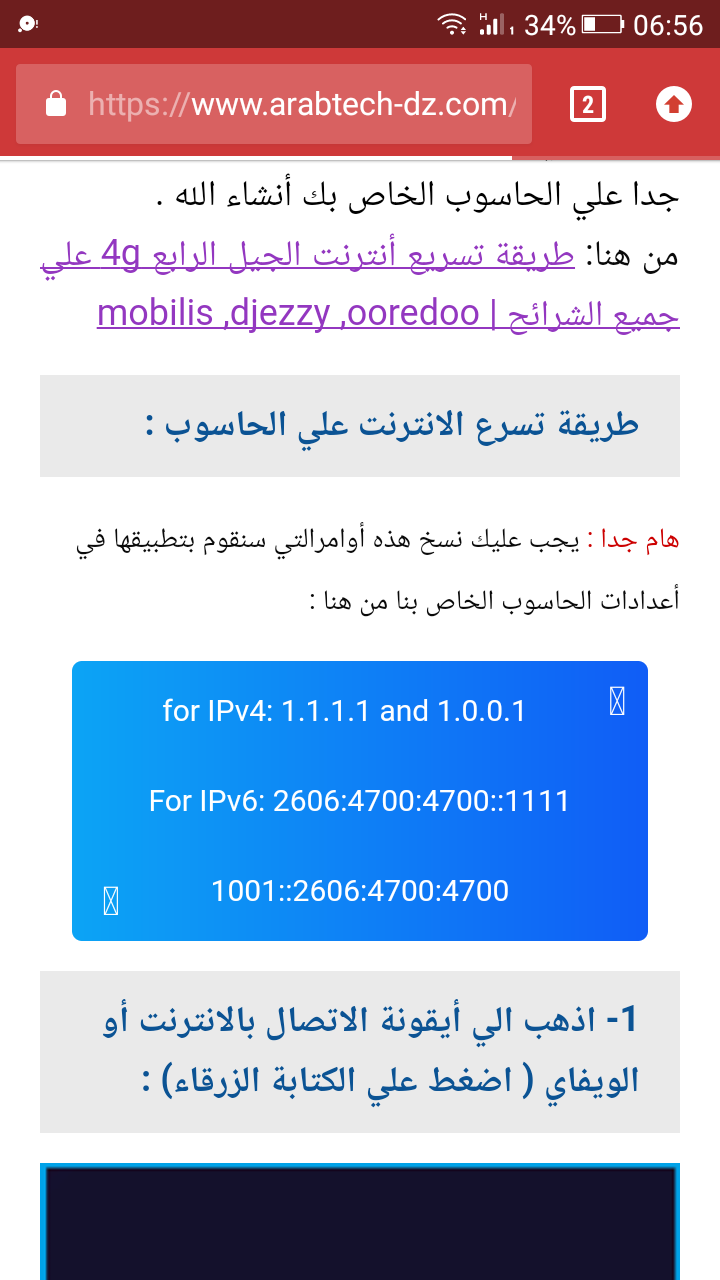 34% 06:56
https://www.arabtech-dz.com/
2
جدا علي الحاسوب الخاص بك أنشاء الله .
من هنا: طريقة تسريع أنترنت الجيل الرابع 4g علي
جميع الشرائح | mobilis ,djezzy ,ooredoo
طريقة تسرع الانترنت علي الحاسوب :
هام جدا : يجب عليك نسخ هذه أوامرالتي سنقوم بتطبيقها في
أعدادات الحاسوب الخاص بنا من هنا :
for IPv4: 1.1.1.1 and 1.0.0.1
For IPv6: 2606:4700:4700::1111
1001::2606:4700:4700
1- اذهب الي أيقونة الاتصال بالانترنت أو
الويفاي ( اضغط علي الكتابة الزرقاء) :